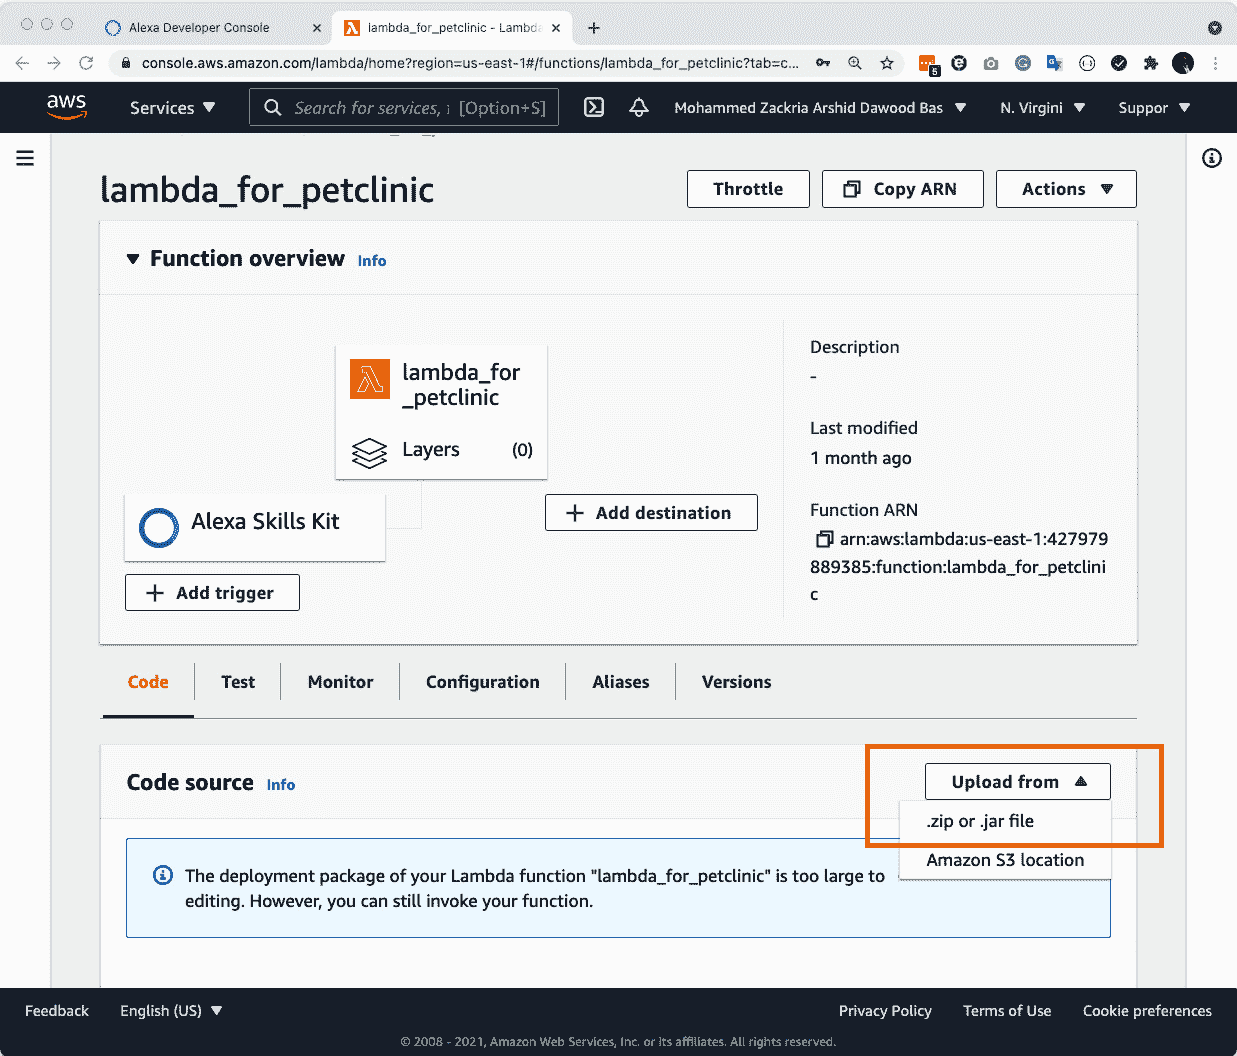 Alexa Developer Console
lambda_for_petclinic - Lambda
console.aws.amazon.com/lambda/home?region=us-east-1#/functions/lambda_for_petclinic?tab=c...
5
aws
Services
Search for services, [Option+S]
Mohammed Zackria Arshid Dawood Bas
N. Virgini
Suppor
lambda_for_petclinic
Throttle
Copy ARN
Actions
Function overview Info
lambda_for
_petclinic
Layers (0)
Alexa Skills Kit
Add trigger
Add destination
Description
-
Last modified
1 month ago
Function ARN
arn:aws:lambda:us-east-1:427979
889385:function:lambda_for_petclini
c
Code
Test
Monitor
Configuration
Aliases
Versions
Code source Info
Upload from
.zip or .jar file
Amazon S3 location
The deployment package of your Lambda function "lambda_for_petclinic" is too large to
editing. However, you can still invoke your function.
Feedback
English (US)
Privacy Policy
Terms of Use
Cookie preferences
© 2008 - 2021, Amazon Web Services, Inc. or its affiliates. All rights reserved.